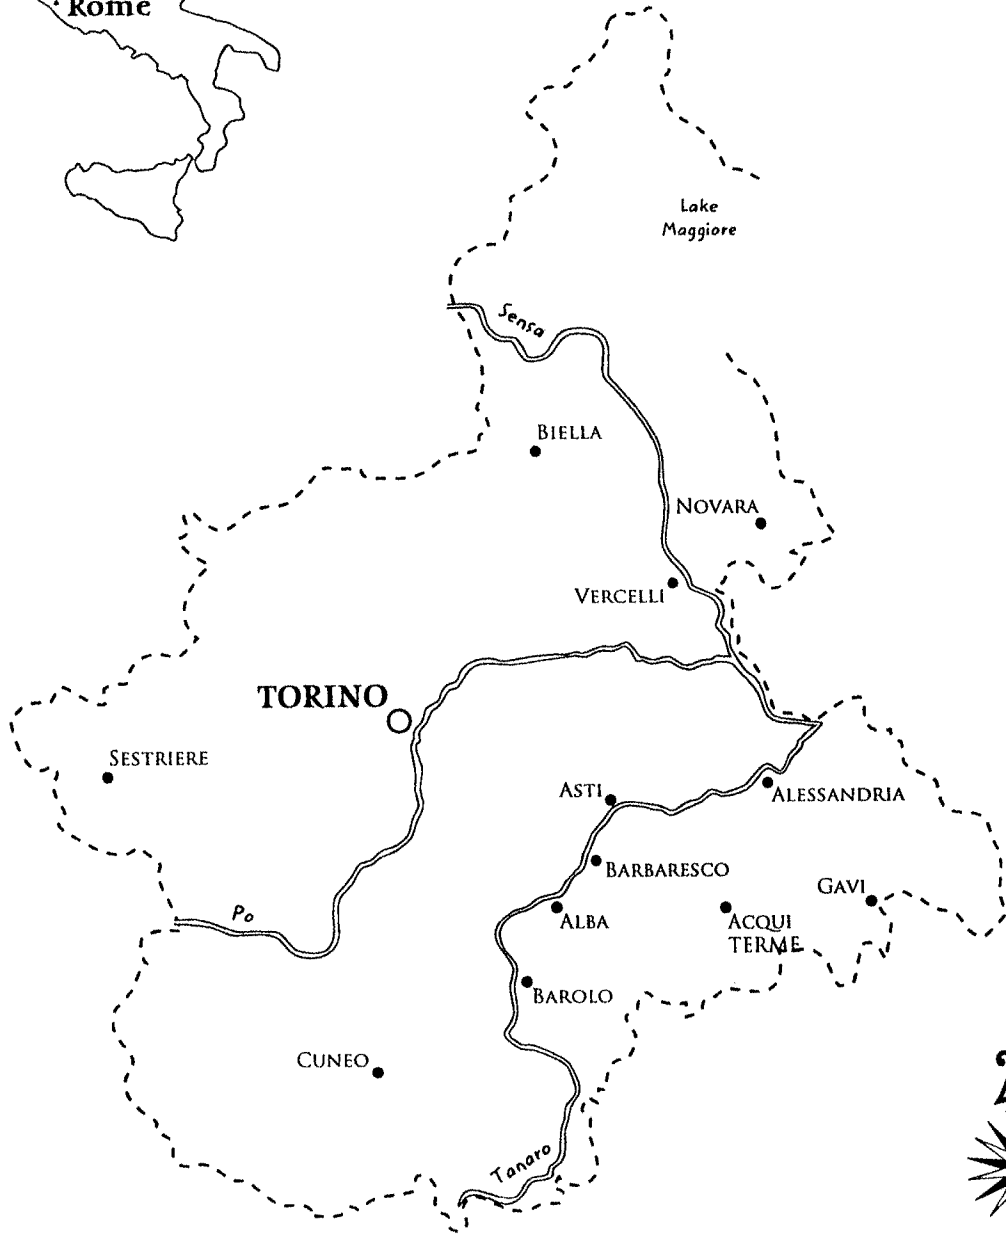 Rome
Lake
Maggiore
Sensa
BIELLA
NOVARA
VERCELLI
TORINO
SESTRIERE
ASTI
ALESSANDRIA
BARBARESCO
GAVI
Po
ALBA
ACQUI
TERME
BAROLO
CUNEO
Tanaro